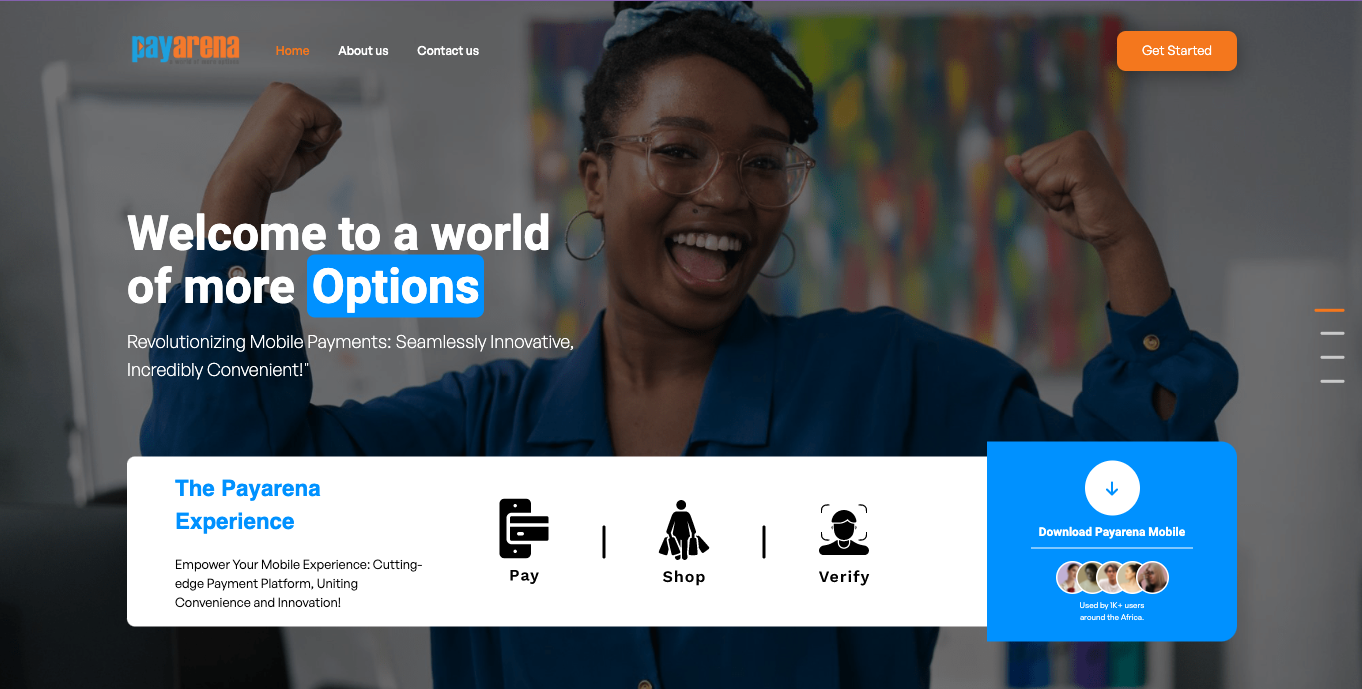 payarena
Home
About us
Contact us
Get Started
Welcome to a world
of more Options
Revolutionizing Mobile Payments: Seamlessly Innovative,
Incredibly Convenient!"
The Payarena
Experience
Empower Your Mobile Experience: Cutting-
edge Payment Platform, Uniting
Convenience and Innovation!
Pay
Shop
Verify
Download Payarena Mobile
Used by 1K+ users
around the Africa.